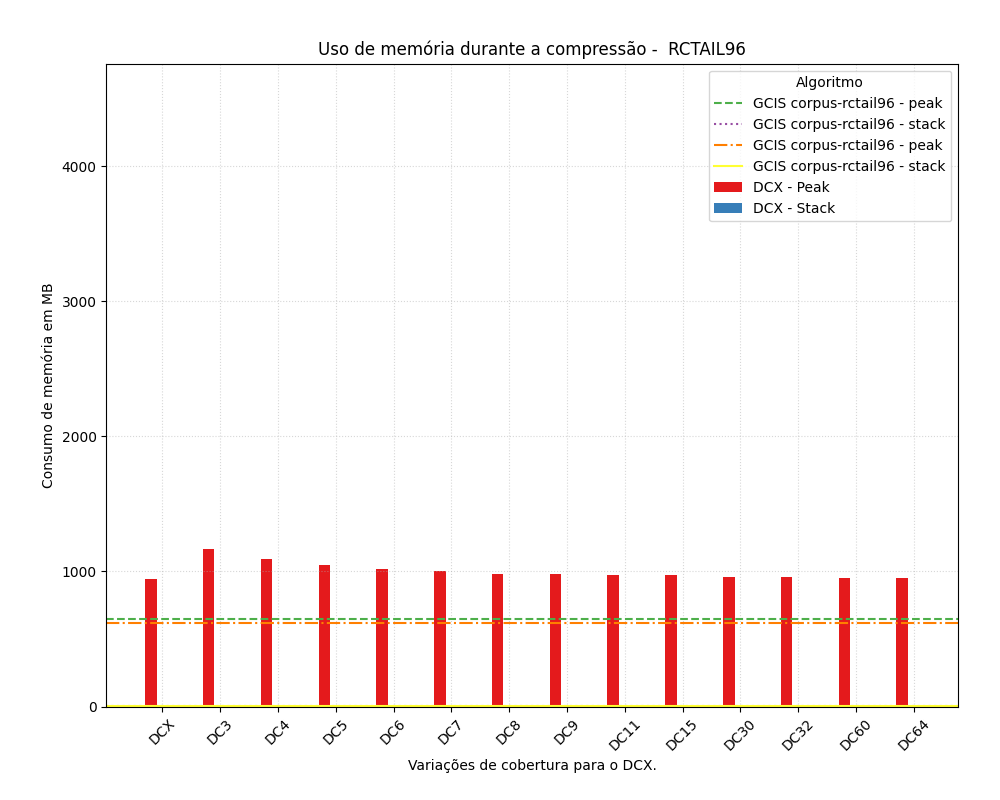 Uso de memória durante a compressão -  RCTAIL96
Algoritmo
GCIS corpus-rctail96 - peak
GCIS corpus-rctail96 - stack
GCIS corpus-rctail96 - peak
GCIS corpus-rctail96 - stack
DCX - Peak
DCX - Stack
Consumo de memória em MB
4000
3000
2000
1000
0
DCX DC3 DC4 DC5 DC6 DC7 DC8 DC9 DC11 DC15 DC30 DC32 DC60 DC64
Variações de cobertura para o DCX.